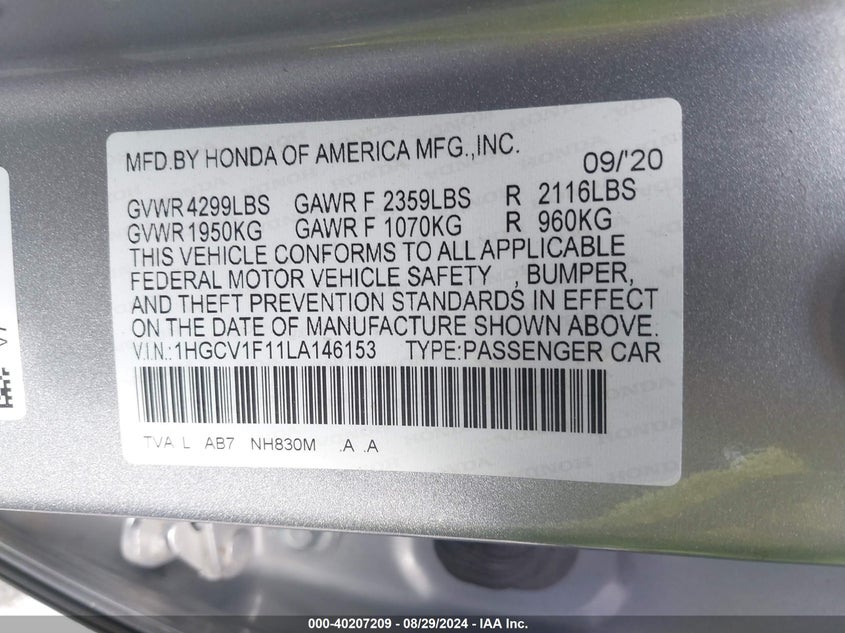 MFD.BY HONDA OF AMERICA MFG.,INC. 09/'20
GVWR 4299LBS GAWR F 2359LBS R 2116LBS
GVWR 1950KG GAWR F 1070KG R 960KG
THIS VEHICLE CONFORMS TO ALL APPLICABLE
FEDERAL MOTOR VEHICLE SAFETY , BUMPER,
AND THEFT PREVENTION STANDARDS IN EFFECT
ON THE DATE OF MANUFACTURE SHOWN ABOVE.
V.I.N.:1HGCV1F11LA146153 TYPE:PASSENGER CAR
TVA L AB7 NH830M .A .A
V7
000-40207209 - 08/29/2024 - IAA Inc.